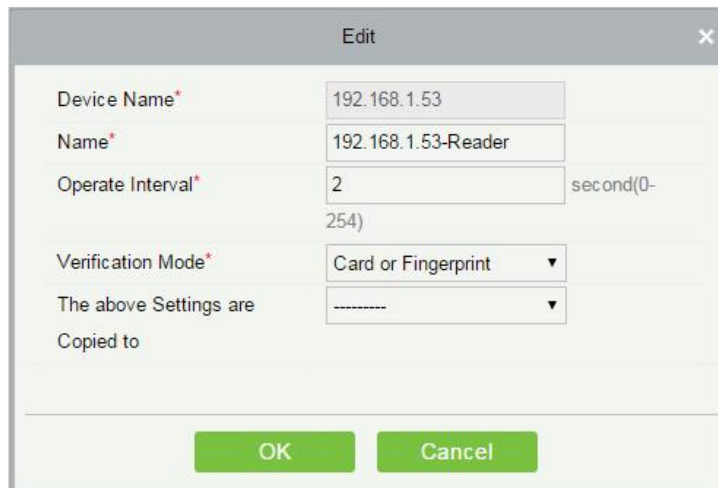 Edit ×
Device Name* 192.168.1.53
Name* 192.168.1.53-Reader
Operate Interval* 2 second(0-
254)
Verification Mode* Card or Fingerprint ▼
The above Settings are --------- ▼
Copied to
OK Cancel